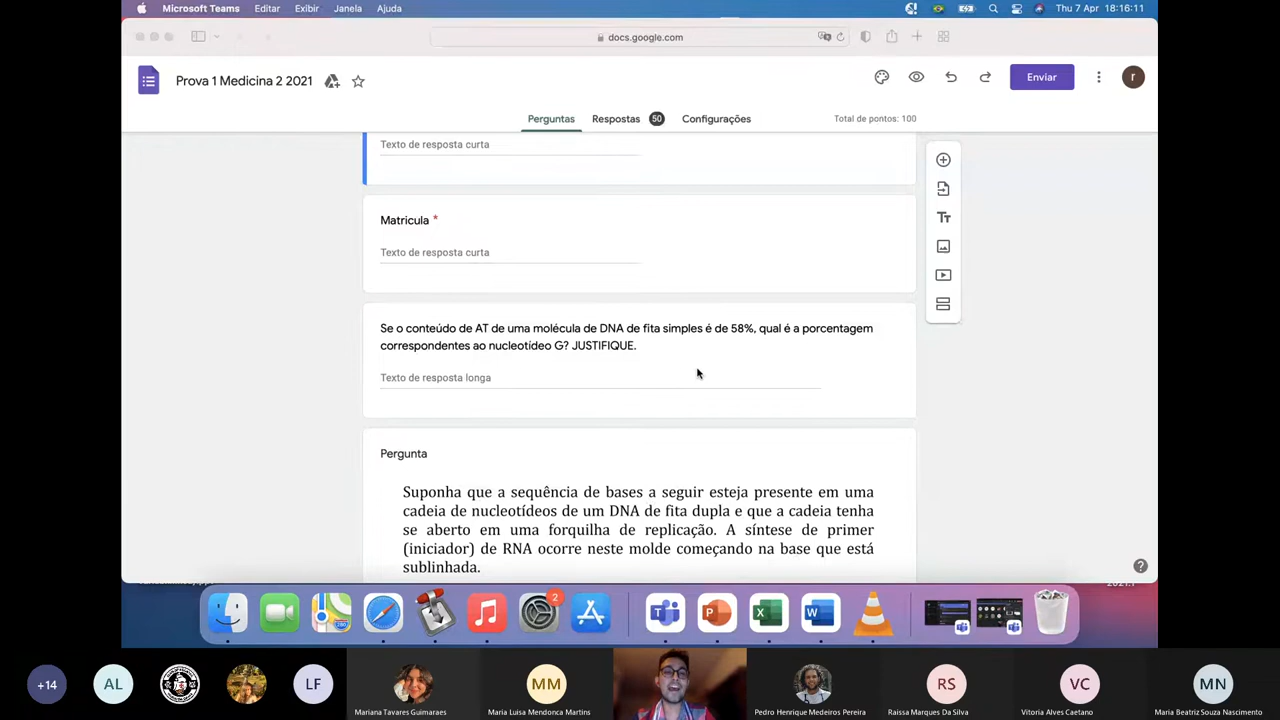 Microsoft Teams Editar Exibir Janela Ajuda Thu 7 Apr 18:16:11
docs.google.com
Prova 1 Medicina 2 2021 Enviar r
Perguntas Respostas 50 Configurações Total de pontos: 100
Texto de resposta curta
Matricula *
Texto de resposta curta
Se o conteúdo de AT de uma molécula de DNA de fita simples é de 58%, qual é a porcentagem
correspondentes ao nucleotídeo G? JUSTIFIQUE.
Texto de resposta longa
Pergunta
Suponha que a sequência de bases a seguir esteja presente em uma
cadeia de nucleotídeos de um DNA de fita dupla e que a cadeia tenha
se aberto em uma forquilha de replicação. A síntese de primer
(iniciador) de RNA ocorre neste molde começando na base que está
sublinhada.
2
+14 AL LF MM RS VC MN
Mariana Tavares Guimaraes Maria Luisa Mendonca Martins Pedro Henrique Medeiros Pereira Raissa Marques Da Silva Vitoria Alves Caetano Maria Beatriz Souza Nascimento